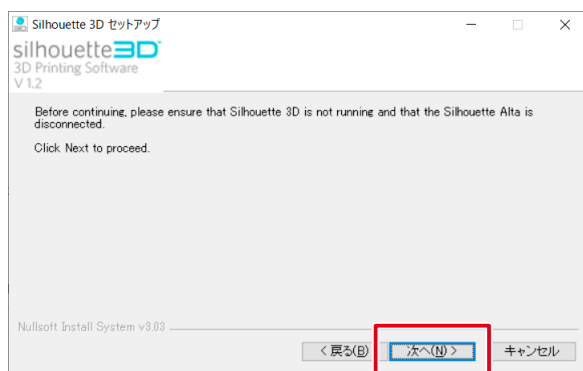 Silhouette 3D セットアップ
silhouette3D
3D Printing Software
V 1.2
Before continuing, please ensure that Silhouette 3D is not running and that the Silhouette Alta is
disconnected.
Click Next to proceed.
Nullsoft Install System v3.03
< 戻る(B) 次へ(N) > キャンセル